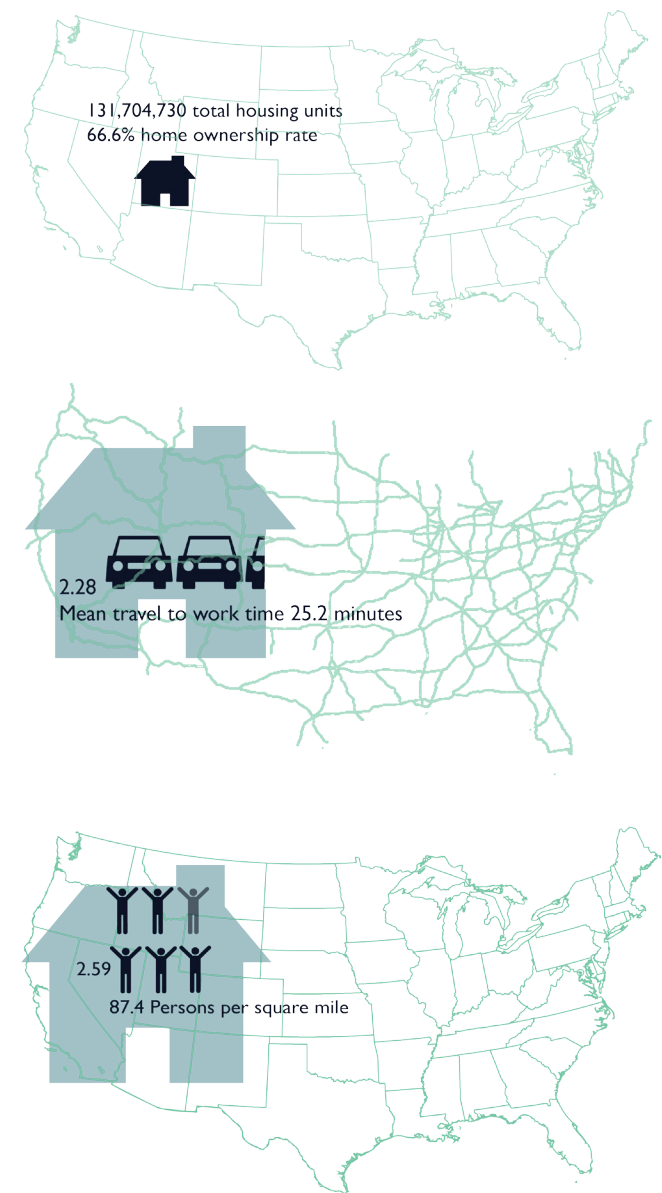 131,704,730 total housing units
66.6% home ownership rate
2.28
Mean travel to work time 25.2 minutes
2.59
87.4 Persons per square mile